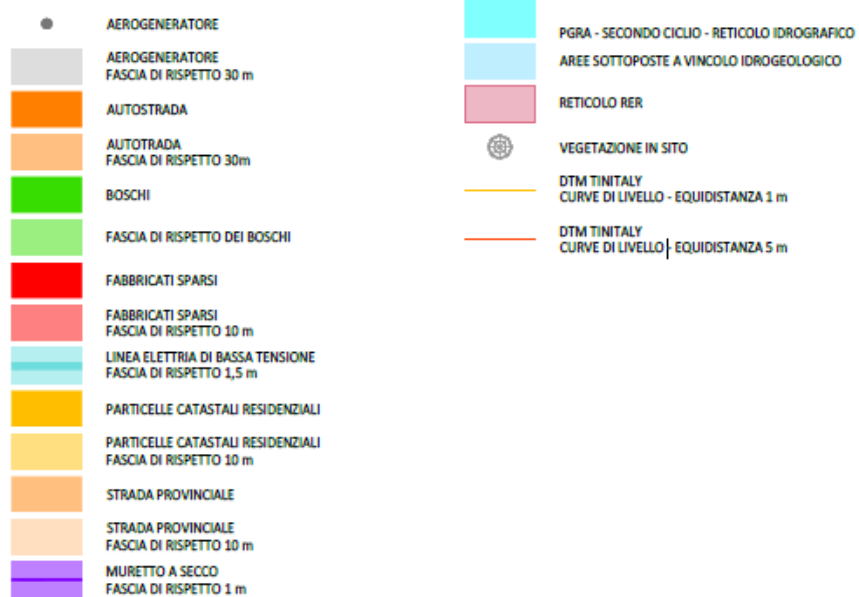 AEROGENERATORE
AEROGENERATORE
FASCIA DI RISPETTO 30 m
AUTOSTRADA
AUTOTRADA
FASCIA DI RISPETTO 30m
BOSCHI
FASCIA DI RISPETTO DEI BOSCHI
FABBRICATI SPARSI
FABBRICATI SPARSI
FASCIA DI RISPETTO 10 m
LINEA ELETTRIA DI BASSA TENSIONE
FASCIA DI RISPETTO 1,5 m
PARTICELLE CATASTALI RESIDENZIALI
PARTICELLE CATASTALI RESIDENZIALI
FASCIA DI RISPETTO 10 m
STRADA PROVINCIALE
STRADA PROVINCIALE
FASCIA DI RISPETTO 10 m
MURETTO A SECCO
FASCIA DI RISPETTO 1 m
PGRA - SECONDO CICLIO - RETICOLO IDROGRAFICO
AREE SOTTOPOSTE A VINCOLO IDROGEOLOGICO
RETICOLO RER
VEGETAZIONE IN SITO
DTM TINITALY
CURVE DI LIVELLO - EQUIDISTANZA 1 m
DTM TINITALY
CURVE DI LIVELLO - EQUIDISTANZA 5 m